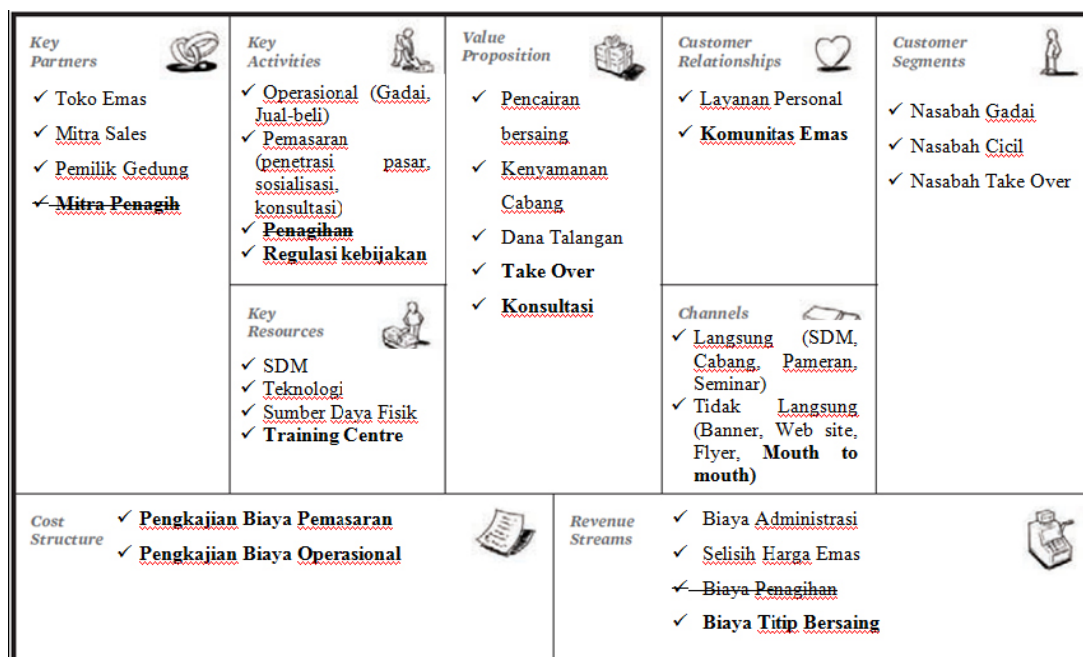 Key
Partners
✓ Toko Emas
✓ Mitra Sales
✓ Pemilik Gedung
✓ Mitra Penagih
Key
Activities
✓ Operasional (Gadai,
Jual-beli)
✓ Pemasaran
(penetrasi pasar,
sosialisasi,
konsultasi)
✓ Penagihan
✓ Regulasi kebijakan
Key
Resources
✓ SDM
✓ Teknologi
✓ Sumber Daya Fisik
✓ Training Centre
Value
Proposition
✓ Pencairan
bersaing
✓ Kenyamanan
Cabang
✓ Dana Talangan
✓ Take Over
✓ Konsultasi
Customer
Relationships
✓ Layanan Personal
✓ Komunitas Emas
Channels
✓ Langsung (SDM,
Cabang, Pameran,
Seminar)
✓ Tidak Langsung
(Banner, Web site,
Flyer, Mouth to
mouth)
Customer
Segments
✓ Nasabah Gadai
✓ Nasabah Cicil
✓ Nasabah Take Over
Cost
Structure
✓ Pengkajian Biaya Pemasaran
✓ Pengkajian Biaya Operasional
Revenue
Streams
✓ Biaya Administrasi
✓ Selisih Harga Emas
✓ Biaya Penagihan
✓ Biaya Titip Bersaing